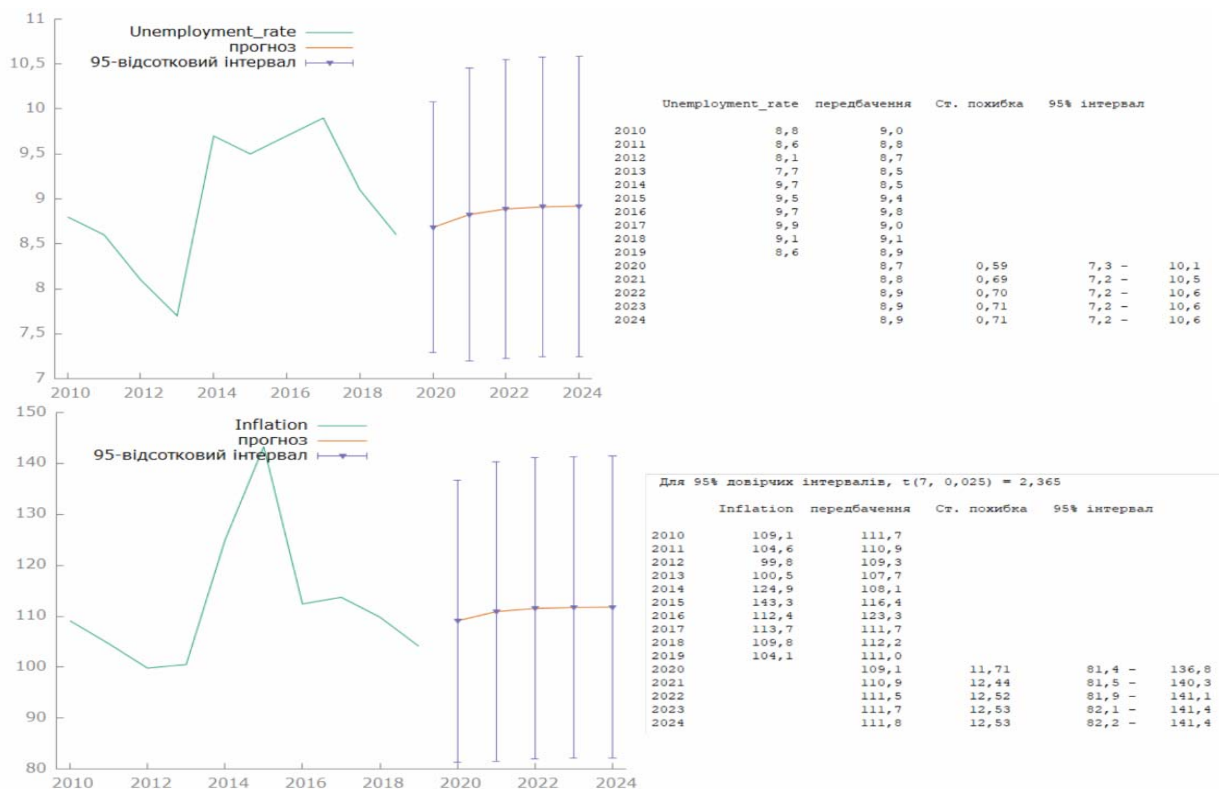 11
10,5
10
9,5
9
8,5
8
7,5
7
Unemployment_rate
прогноз
95-відсотковий інтервал
2010 2012 2014 2016 2018 2020 2022 2024
Unemployment_rate передбачення Ст. похибка 95% інтервал
2010 8,8 9,0
2011 8,6 8,8
2012 8,1 8,7
2013 7,7 8,5
2014 9,7 8,5
2015 9,5 9,4
2016 9,7 9,8
2017 9,9 9,0
2018 9,1 9,1
2019 8,6 8,9
2020 8,7 0,59 7,3 - 10,1
2021 8,8 0,69 7,2 - 10,5
2022 8,9 0,70 7,2 - 10,6
2023 8,9 0,71 7,2 - 10,6
2024 8,9 0,71 7,2 - 10,6
150
140
130
120
110
100
90
80
Inflation
прогноз
95-відсотковий інтервал
2010 2012 2014 2016 2018 2020 2022 2024
Для 95% довірчих інтервалів, t(7, 0,025) = 2,365
Inflation передбачення Ст. похибка 95% інтервал
2010 109,1 111,7
2011 104,6 110,9
2012 99,8 109,3
2013 100,5 107,7
2014 124,9 108,1
2015 143,3 116,4
2016 112,4 123,3
2017 113,7 111,7
2018 109,8 112,2
2019 104,1 111,0
2020 109,1 11,71 81,4 - 136,8
2021 110,9 12,44 81,5 - 140,3
2022 111,5 12,52 81,9 - 141,1
2023 111,7 12,53 82,1 - 141,4
2024 111,8 12,53 82,2 - 141,4